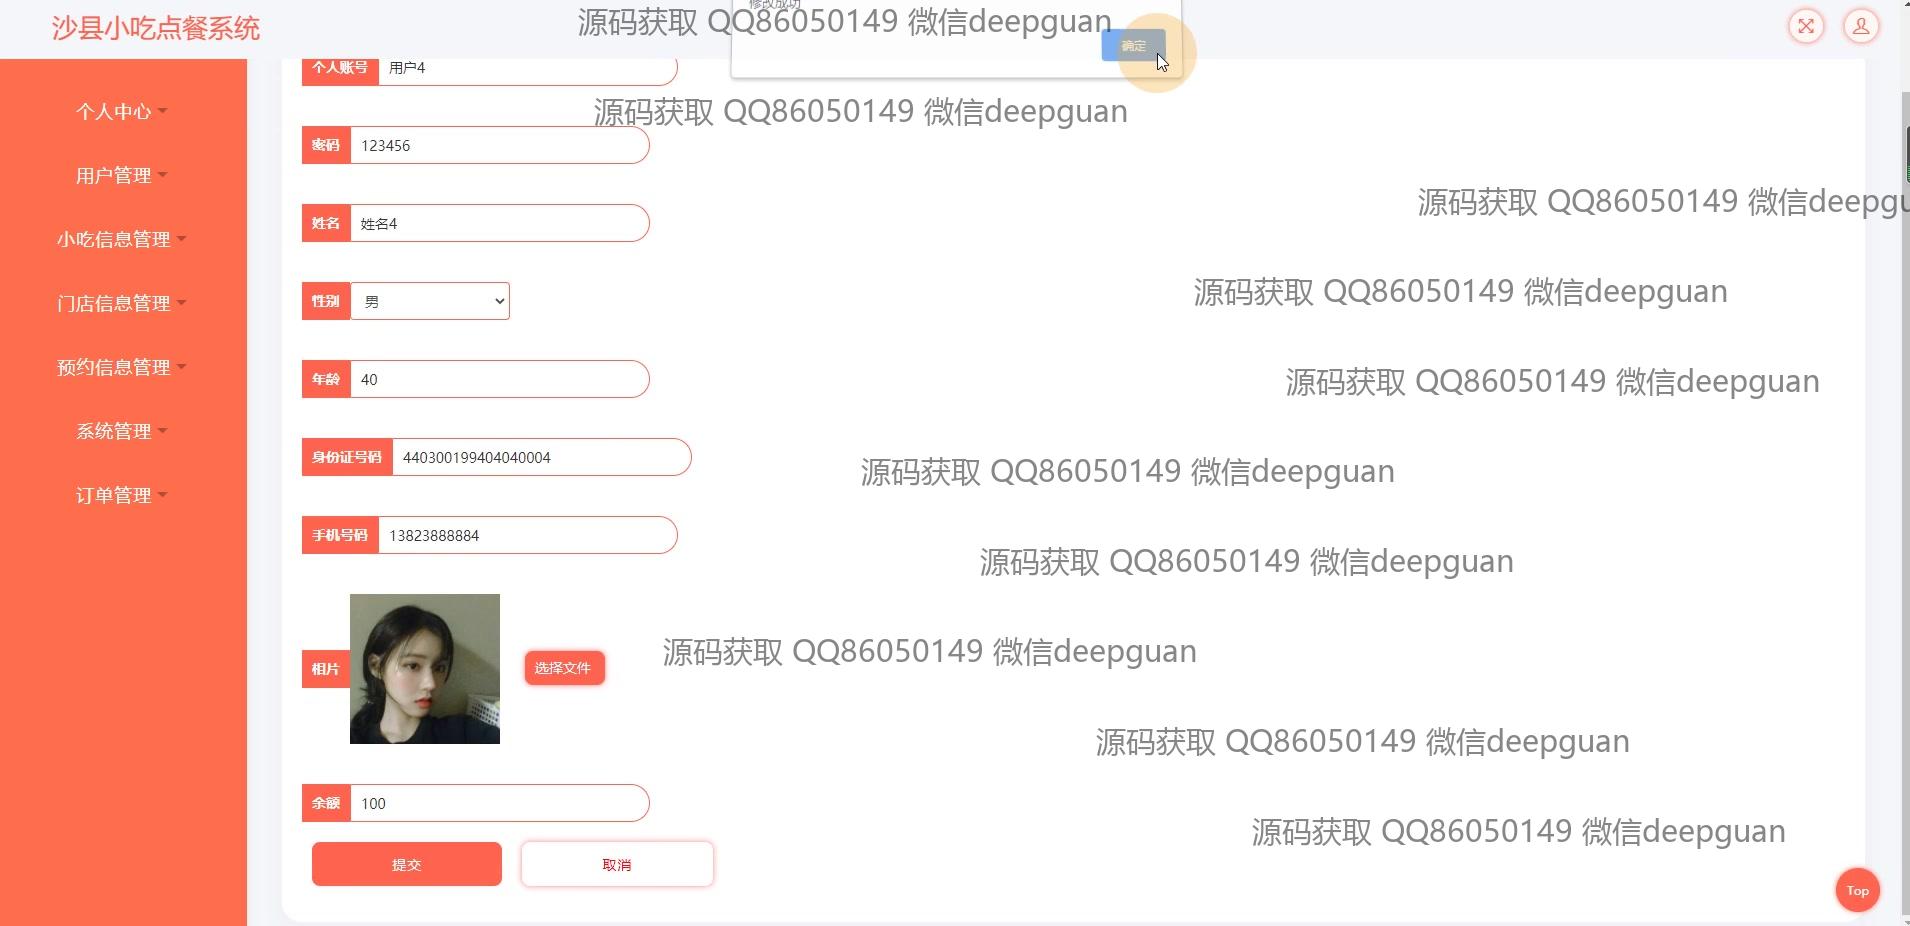 沙县小吃点餐系统
修改成功
源码获取 QQ86050149 微信deepguan
确定
个人账号 用户4
个人中心
源码获取 QQ86050149 微信deepguan
密码 123456
用户管理
源码获取 QQ86050149 微信deepgu
姓名 姓名4
小吃信息管理
源码获取 QQ86050149 微信deepguan
性别 男
门店信息管理
预约信息管理
源码获取 QQ86050149 微信deepguan
年龄 40
系统管理
身份证号码 440300199404040004
源码获取 QQ86050149 微信deepguan
订单管理
手机号码 13823888884
源码获取 QQ86050149 微信deepguan
相片 选择文件
源码获取 QQ86050149 微信deepguan
源码获取 QQ86050149 微信deepguan
余额 100
源码获取 QQ86050149 微信deepguan
提交 取消
Top